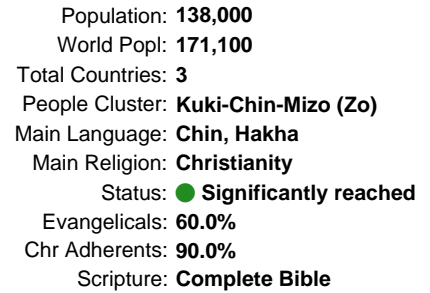 Population: 138,000
World Popl: 171,100
Total Countries: 3
People Cluster: Kuki-Chin-Mizo (Zo)
Main Language: Chin, Hakha
Main Religion: Christianity
Status: Significantly reached
Evangelicals: 60.0%
Chr Adherents: 90.0%
Scripture: Complete Bible